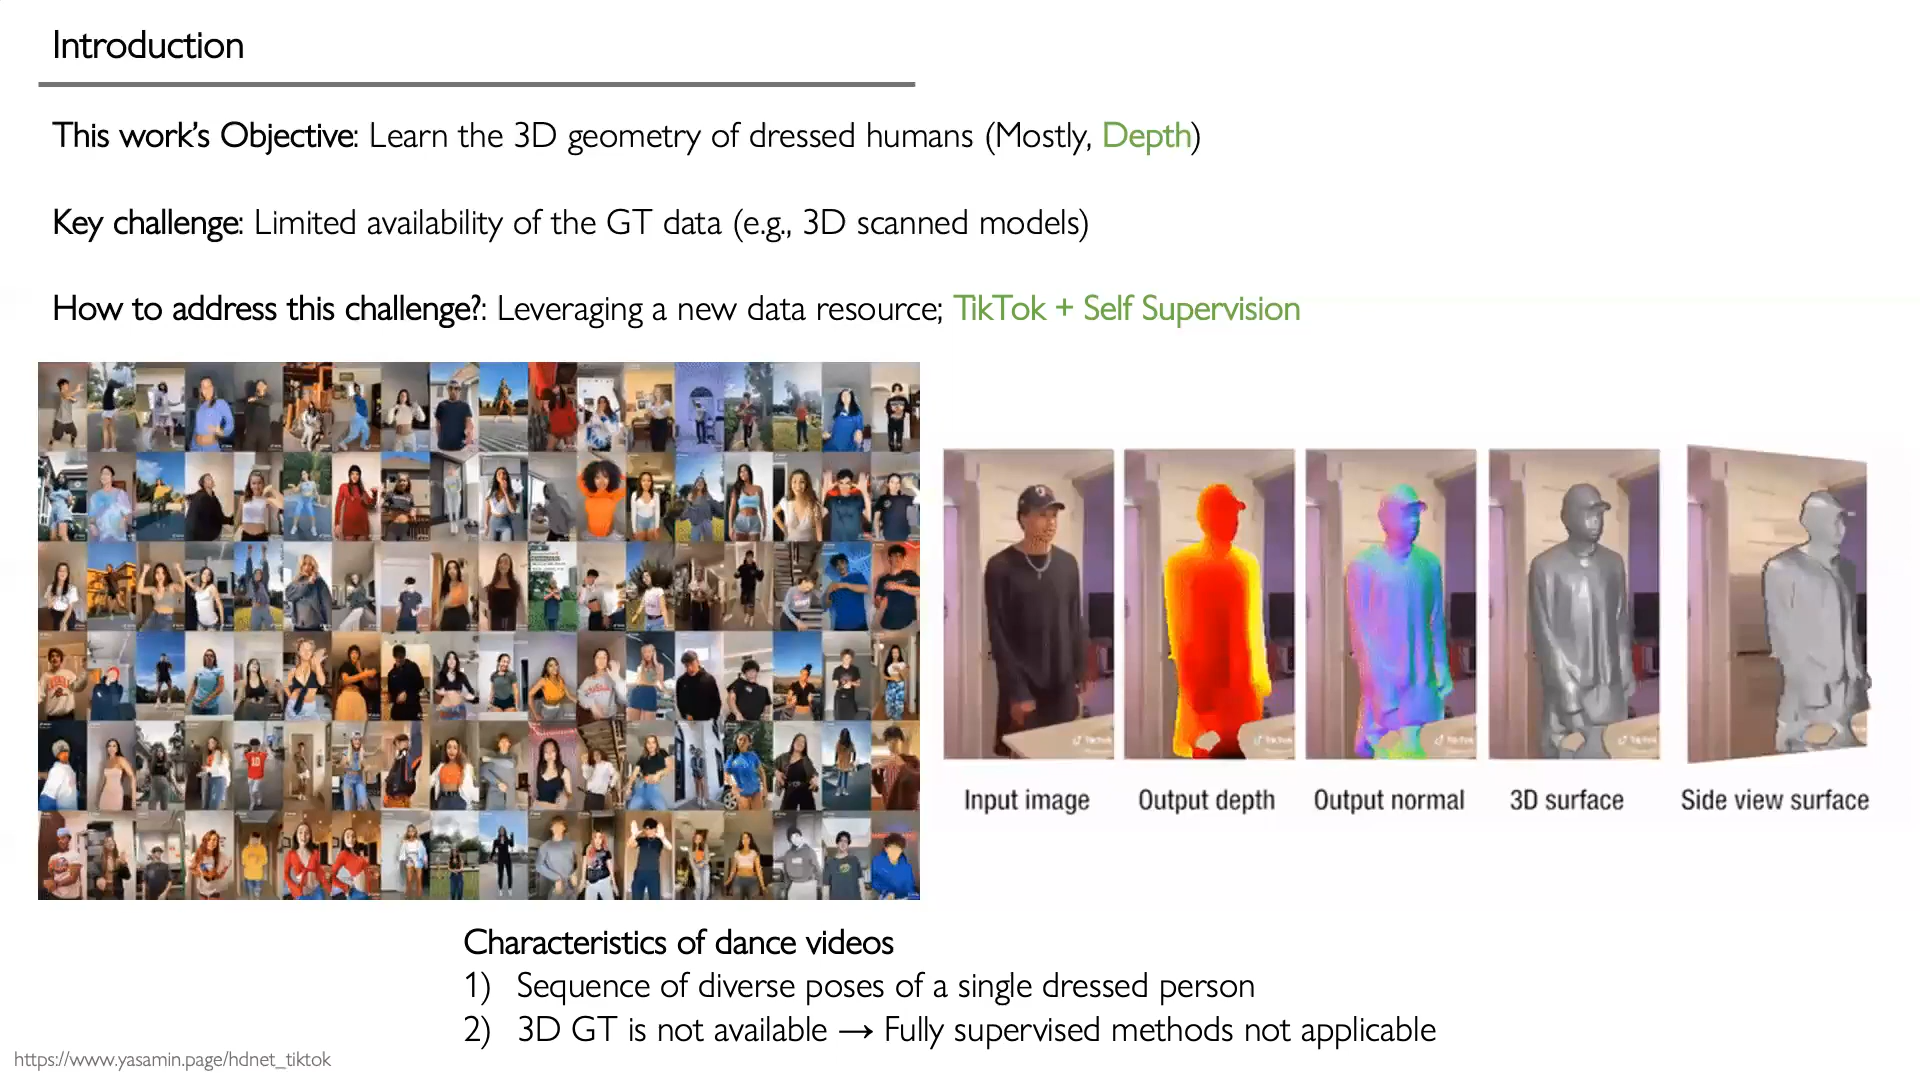 Introduction
This work's Objective: Learn the 3D geometry of dressed humans (Mostly, Depth)
Key challenge: Limited availability of the GT data (e.g., 3D scanned models)
How to address this challenge?: Leveraging a new data resource; TikTok + Self Supervision
TikTok
TikTok
TikTok
TikTok
Input image
Output depth
Output normal
3D surface
Side view surface
Characteristics of dance videos
1) Sequence of diverse poses of a single dressed person
2) 3D GT is not available → Fully supervised methods not applicable
https://www.yasamin.page/hdnet_tiktok